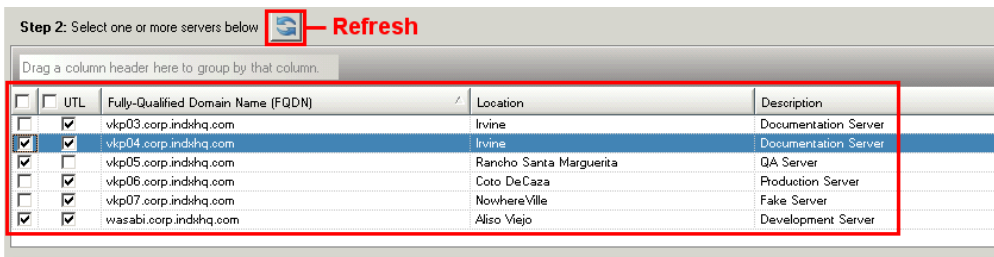 Step 2: Select one or more servers below — Refresh
Drag a column header here to group by that column.
UTL Fully-Qualified Domain Name (FQDN) Location Description
vkp03.corp.indxhq.com Irvine Documentation Server
vkp04.corp.indxhq.com Irvine Documentation Server
vkp05.corp.indxhq.com Rancho Santa Marguerita QA Server
vkp06.corp.indxhq.com Coto DeCaza Production Server
vkp07.corp.indxhq.com NowhereVille Fake Server
wasabi.corp.indxhq.com Aliso Viejo Development Server